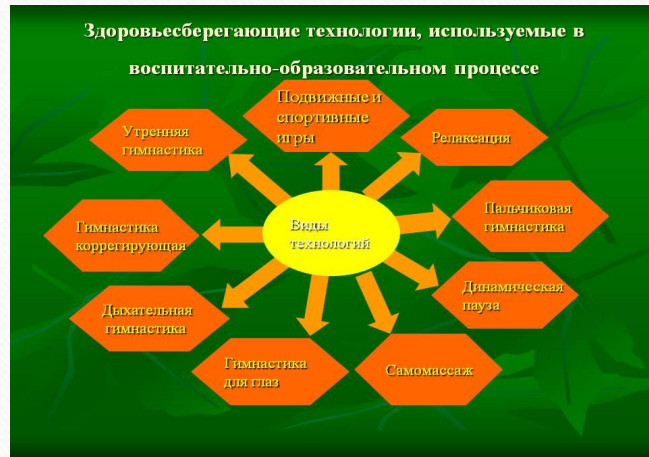 Здоровьесберегающие технологии, используемые в
воспитательно-образовательном процессе
Подвижные и
спортивные
игры
Утренняя
гимнастика
Релаксация
Гимнастика
коррегирующая
Виды
технологий
Пальчиковая
гимнастика
Дыхательная
гимнастика
Динамическая
пауза
Гимнастика
для глаз
Самомассаж